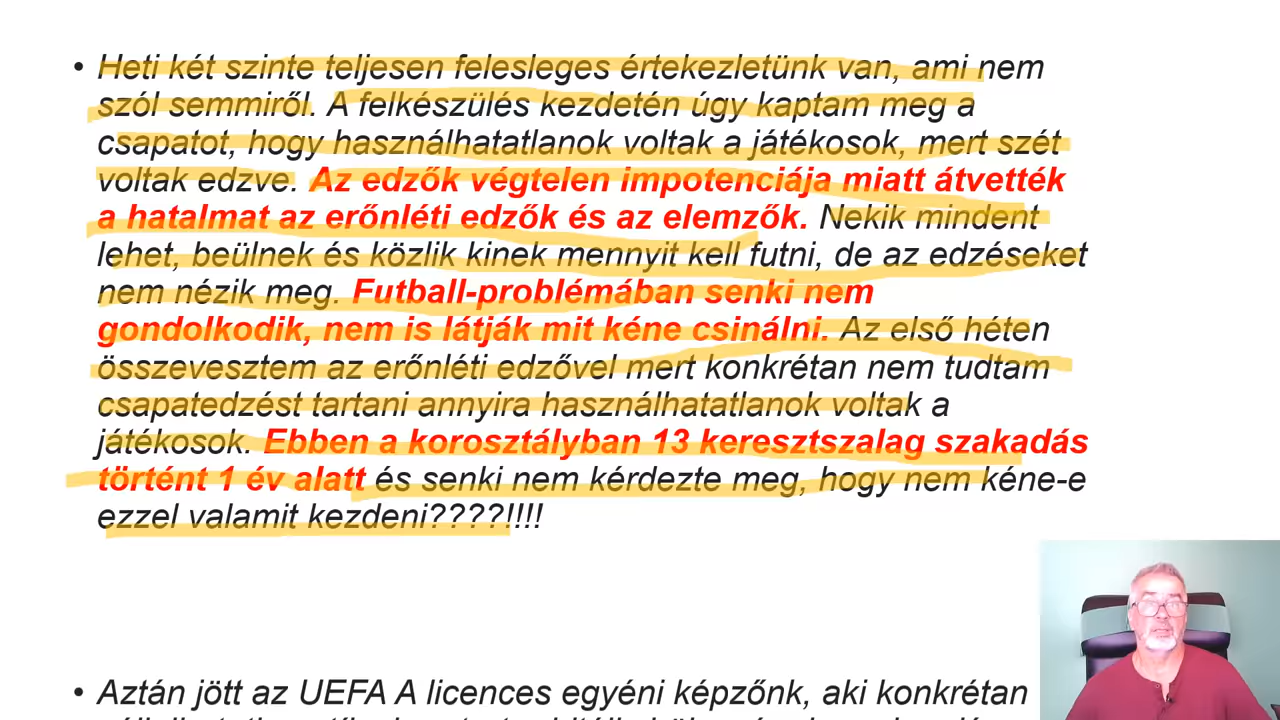 • Heti két szinte teljesen felesleges értekezletünk van, ami nem
szól semmiről. A felkészülés kezdetén úgy kaptam meg a
csapatot, hogy használhatatlanok voltak a játékosok, mert szét
voltak edzve. Az edzők végtelen impotenciája miatt átvették
a hatalmat az erőnléti edzők és az elemzők. Nekik mindent
lehet, beülnek és közlik kinek mennyit kell futni, de az edzéseket
nem nézik meg. Futball-problémában senki nem
gondolkodik, nem is látják mit kéne csinálni. Az első héten
összevesztem az erőnléti edzővel mert konkrétan nem tudtam
csapatedzést tartani annyira használhatatlanok voltak a
játékosok. Ebben a korosztályban 13 keresztszalag szakadás
történt 1 év alatt és senki nem kérdezte meg, hogy nem kéne-e
ezzel valamit kezdeni????!!!!
• Aztán jött az UEFA A licences egyéni képzőnk, aki konkrétan